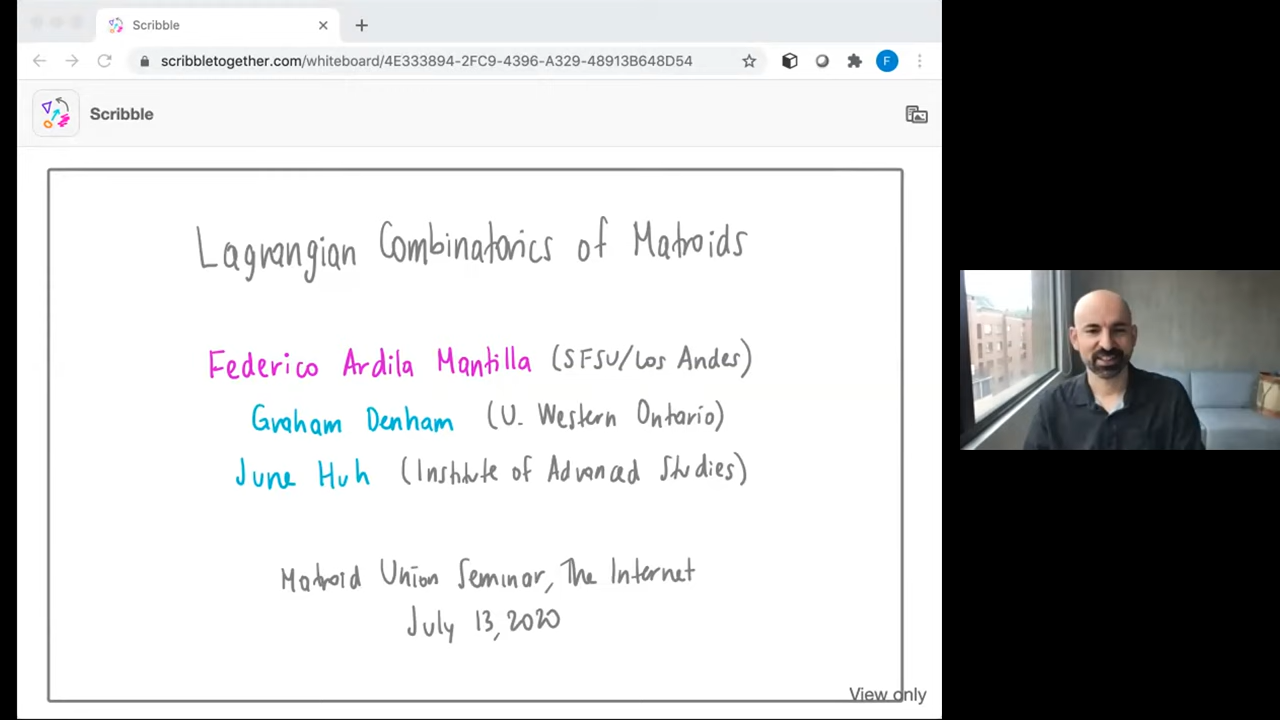 Scribble
scribbletogether.com/whiteboard/4E333894-2FC9-4396-A329-48913B648D54
F
Scribble
Lagrangian Combinatorics of Matroids
Federico Ardila Mantilla (SFSU/Los Andes)
Graham Denham (U. Western Ontario)
June Huh (Institute of Advanced Studies)
Matroid Union Seminar, The Internet
July 13, 2020
View only